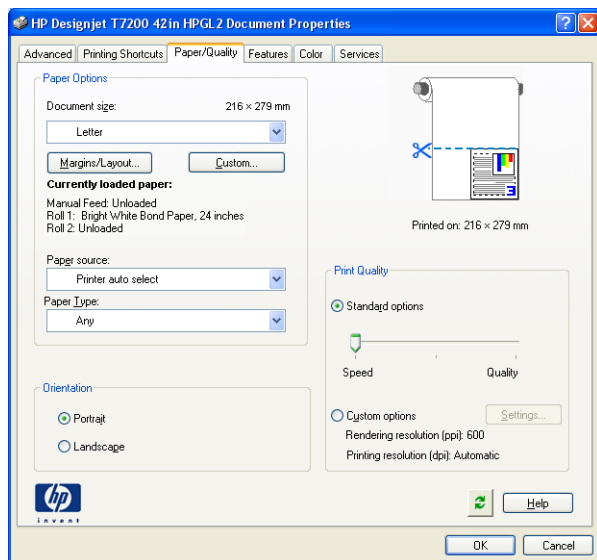 HP Designjet T7200 42in HPGL2 Document Properties
Advanced Printing Shortcuts Paper/Quality Features Color Services
Paper Options
Document size: 216 × 279 mm
Letter
Margins/Layout... Custom...
Currently loaded paper:
Manual Feed: Unloaded
Roll 1: Bright White Bond Paper, 24 inches
Roll 2: Unloaded
Paper source:
Printer auto select
Paper Type:
Any
Orientation
Portrait
Landscape
3
Printed on: 216 × 279 mm
Print Quality
Standard options
Speed Quality
Custom options Settings...
Rendering resolution (ppi): 600
Printing resolution (dpi): Automatic
hp
invent
Help
OK Cancel